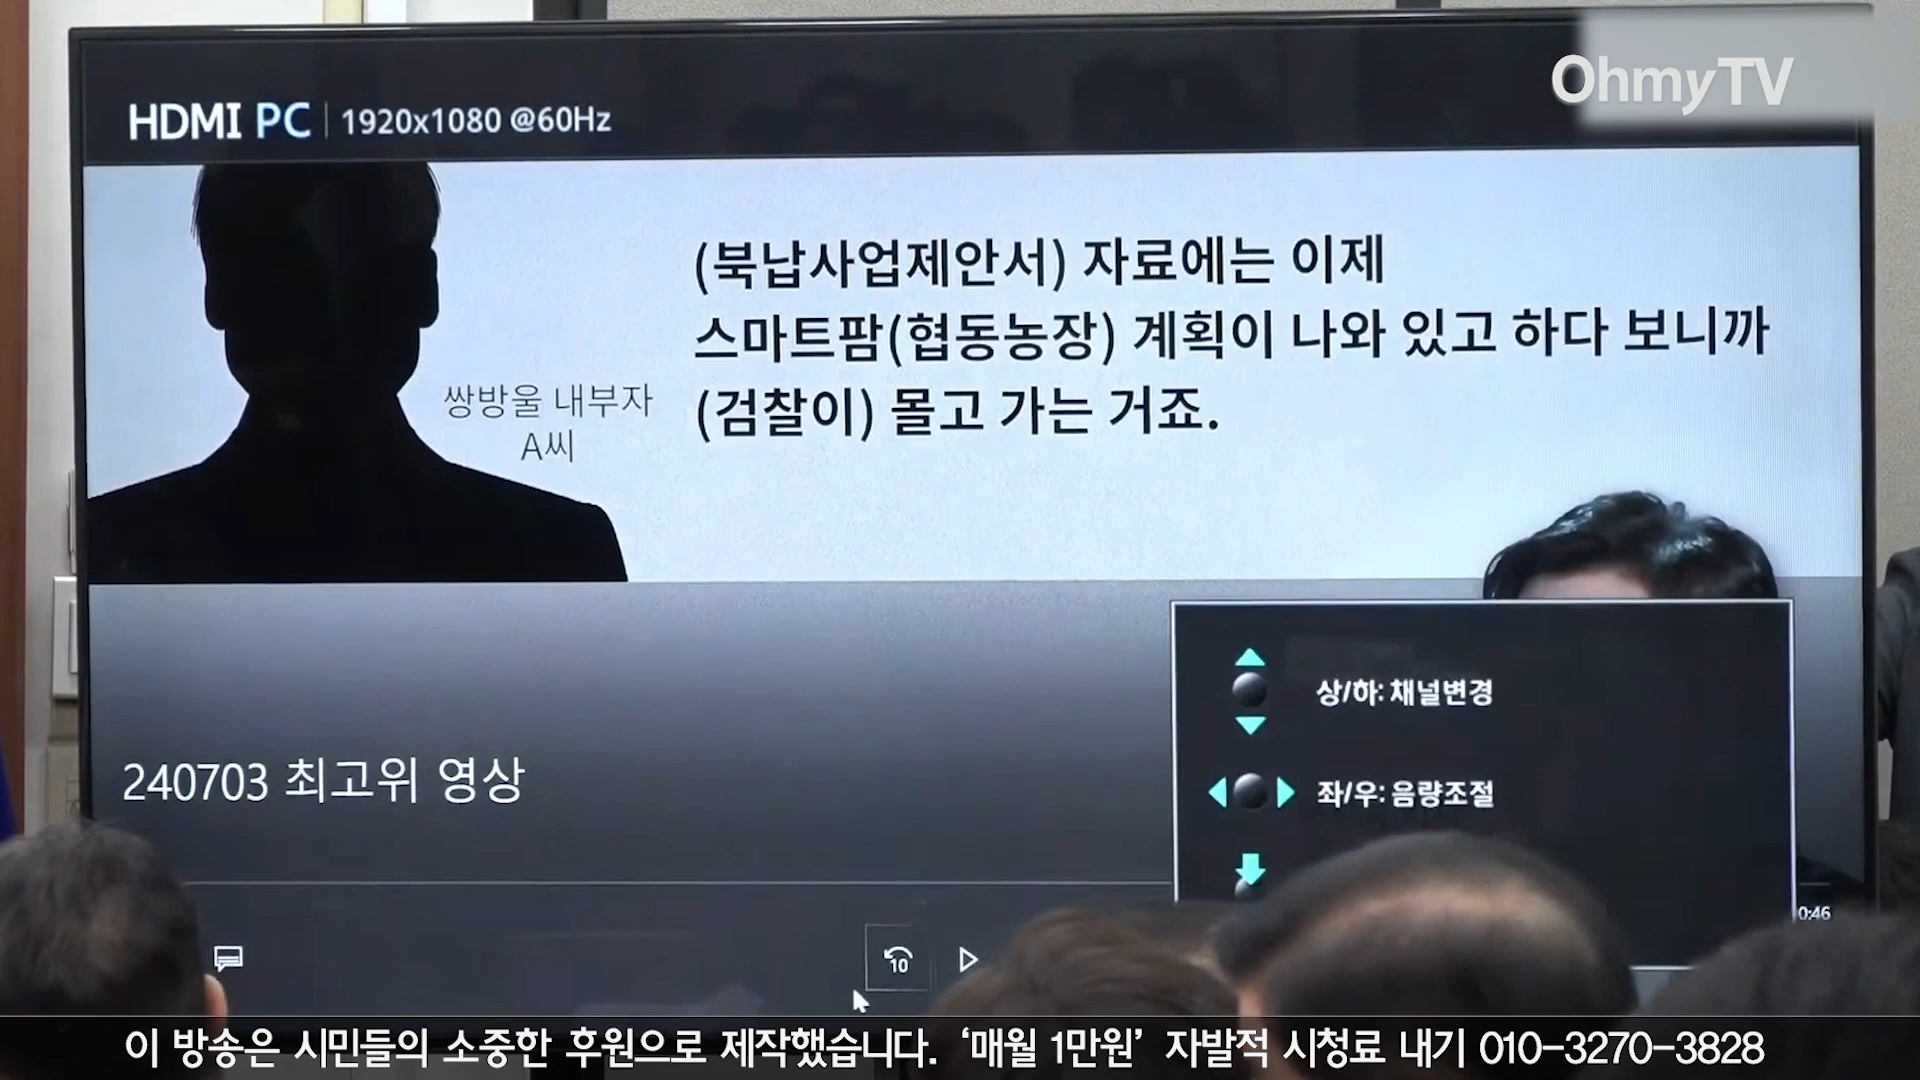 OhmyTV
HDMI PC | 1920x1080 @60Hz
(북납사업제안서) 자료에는 이제
스마트팜(협동농장) 계획이 나와 있고 하다 보니까
(검찰이) 몰고 가는 거죠.
쌍방울 내부자
A씨
상/하: 채널변경
좌/우: 음량조절
240703 최고위 영상
0:46
10
이 방송은 시민들의 소중한 후원으로 제작했습니다. ‘매월 1만원’ 자발적 시청료 내기 010-3270-3828